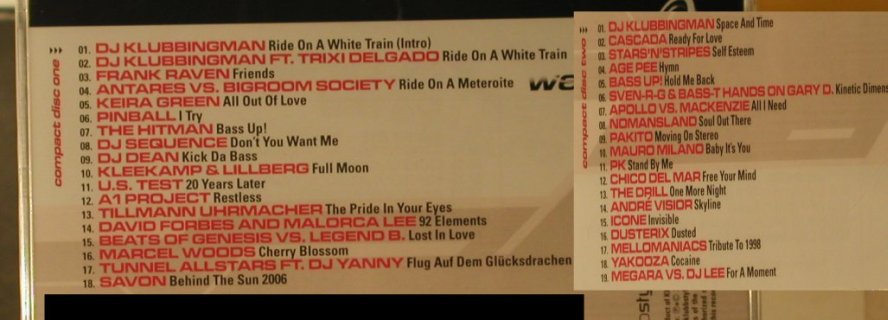 compact disc one
01. DJ KLUBBINGMAN Ride On A White Train (Intro)
02. DJ KLUBBINGMAN FT. TRIXI DELGADO Ride On A White Train
03. FRANK RAVEN Friends
04. ANTARES VS. BIGROOM SOCIETY Ride On A Meteroite
05. KEIRA GREEN All Out Of Love
06. PINBALL I Try
07. THE HITMAN Bass Up!
08. DJ SEQUENCE Don't You Want Me
09. DJ DEAN Kick Da Bass
10. KLEEKAMP & LILLBERG Full Moon
11. U.S. TEST 20 Years Later
12. A1 PROJECT Restless
13. TILLMANN UHRMACHER The Pride In Your Eyes
14. DAVID FORBES AND MALORCA LEE 92 Elements
15. BEATS OF GENESIS VS. LEGEND B. Lost In Love
16. MARCEL WOODS Cherry Blossom
17. TUNNEL ALLSTARS FT. DJ YANNY Flug Auf Dem Glücksdrachen
18. SAVON Behind The Sun 2006
compact disc two
01. DJ KLUBBINGMAN Space And Time
02. CASCADA Ready For Love
03. STARS'N'STRIPES Self Esteem
04. AGE PEE Hymn
05. BASS UP! Hold Me Back
06. SVEN-R-G & BASS-T HANDS ON GARY D. Kinetic Dimens
07. APOLLO VS. MACKENZIE All I Need
08. NOMANSLAND Soul Out There
09. PAKITO Moving On Stereo
10. MAURO MILANO Baby It's You
11. PK Stand By Me
12. CHICO DEL MAR Free Your Mind
13. THE DRILL One More Night
14. ANDRÉ VISIOR Skyline
15. ICONE Invisible
16. DUSTERIX Dusted
17. MELLOMANIACS Tribute To 1998
18. YAKOOZA Cocaine
19. MEGARA VS. DJ LEE For A Moment